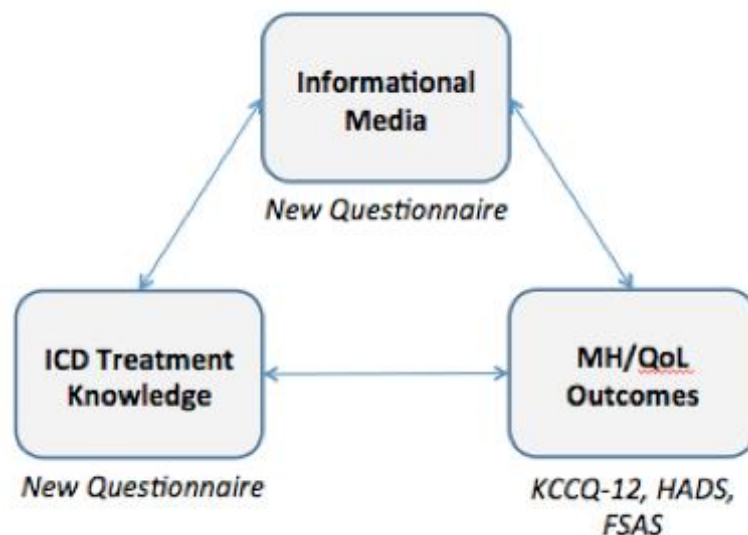 Informational
Media
New Questionnaire
ICD Treatment
Knowledge
New Questionnaire
MH/QoL
Outcomes
KCCQ-12, HADS,
FSAS